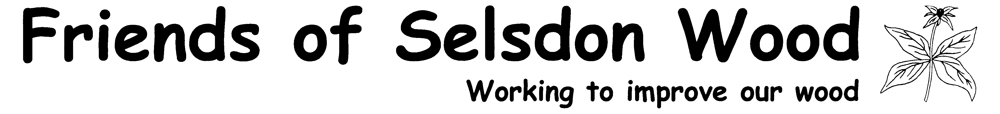 Friends of Selsdon Wood
Working to improve our wood